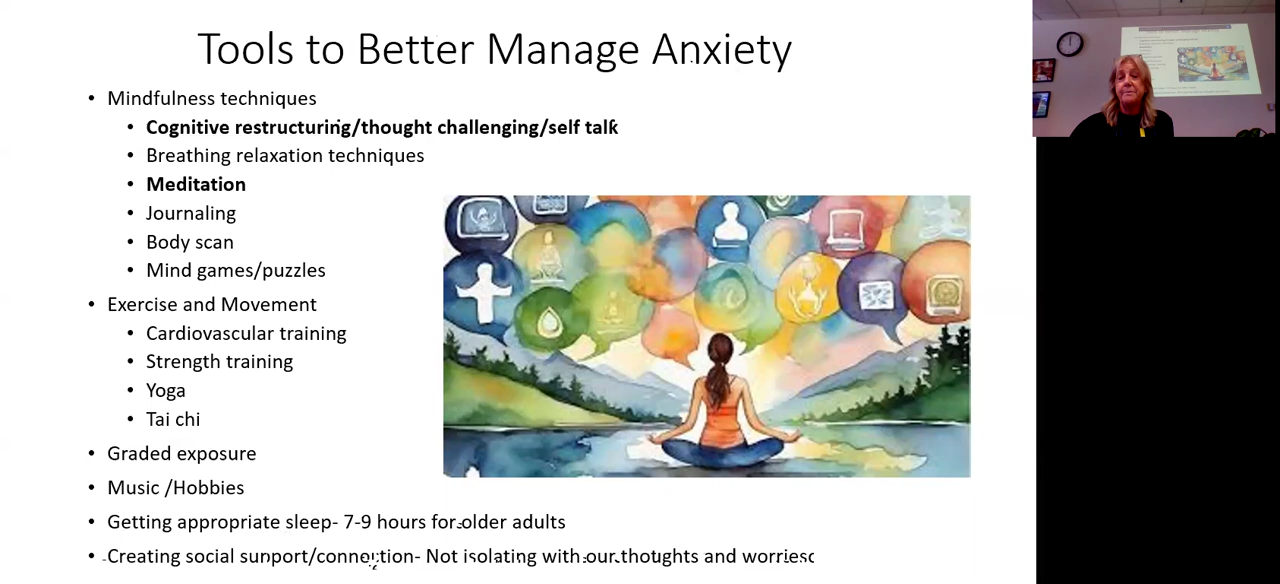 Tools to Better Manage Anxiety
• Mindfulness techniques
• Cognitive restructuring/thought challenging/self talk
• Breathing relaxation techniques
• Meditation
• Journaling
• Body scan
• Mind games/puzzles
• Exercise and Movement
• Cardiovascular training
• Strength training
• Yoga
• Tai chi
• Graded exposure
• Music /Hobbies
• Getting appropriate sleep- 7-9 hours for older adults
• Creating social support/connection- Not isolating with our thoughts and worries